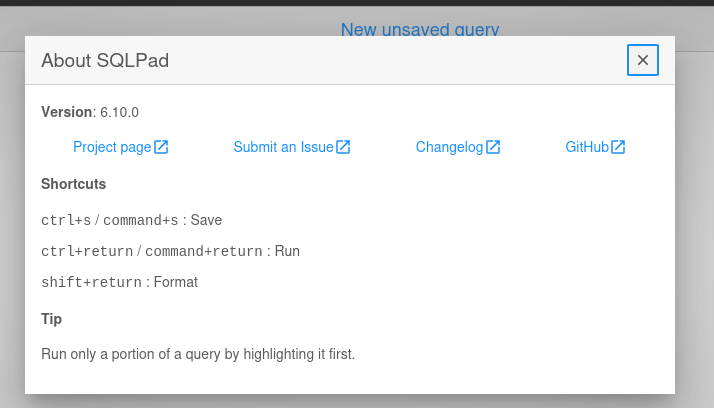 New unsaved query
About SQLPad
Version: 6.10.0
Project page Submit an Issue Changelog GitHub
Shortcuts
ctrl+s / command+s : Save
ctrl+return / command+return : Run
shift+return : Format
Tip
Run only a portion of a query by highlighting it first.